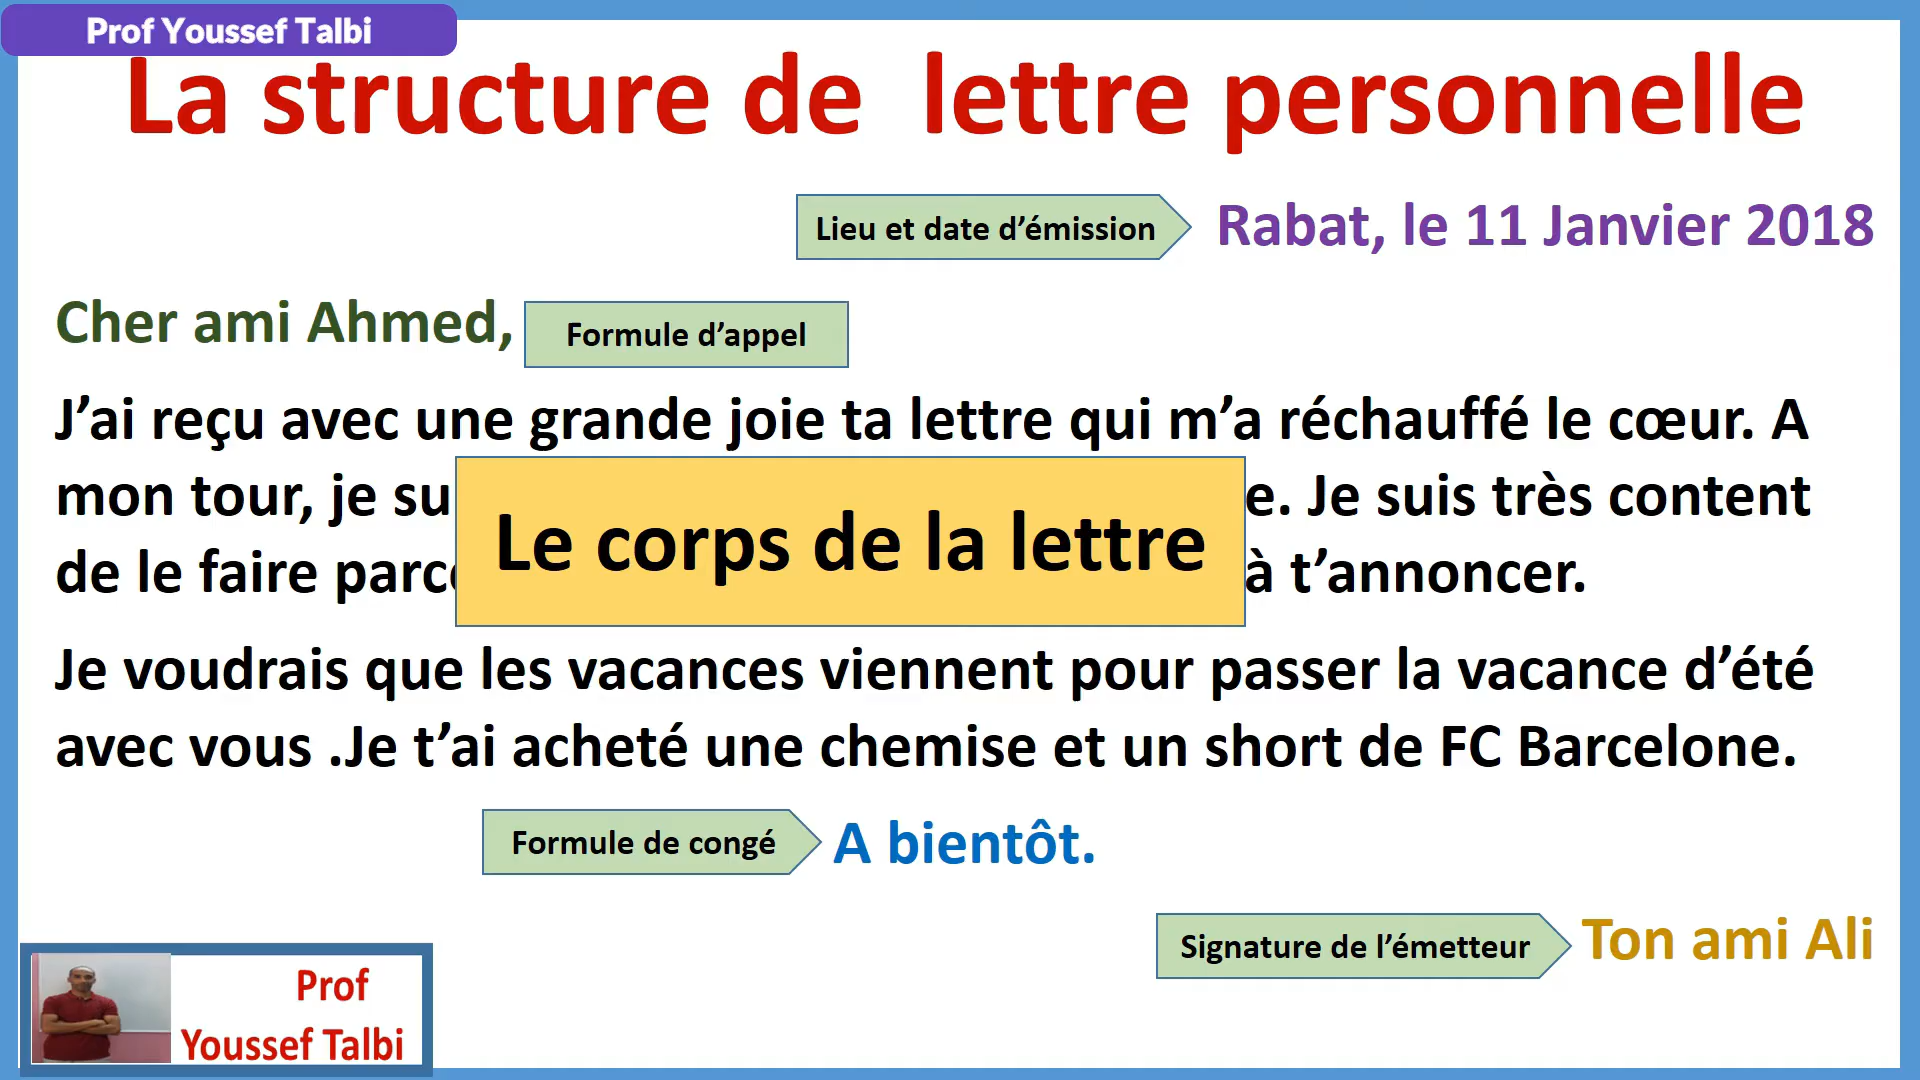 Prof Youssef Talbi
La structure de lettre personnelle
Lieu et date d’émission Rabat, le 11 Janvier 2018
Cher ami Ahmed, Formule d’appel
J’ai reçu avec une grande joie ta lettre qui m’a réchauffé le cœur. A
mon tour, je e. Je suis très content
de le faire à t’annoncer.
Le corps de la lettre
Je voudrais que les vacances viennent pour passer la vacance d’été
avec vous .Je t’ai acheté une chemise et un short de FC Barcelone.
Formule de congé A bientôt.
Signature de l’émetteur Ton ami Ali
Prof
Youssef Talbi